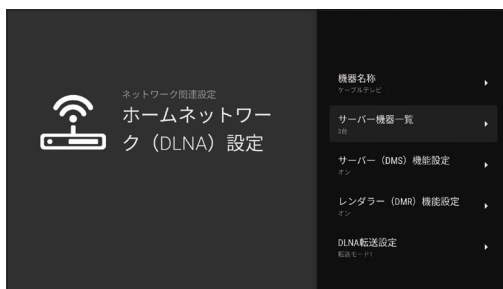 ネットワーク関連設定
ホームネットワー
ク（DLNA）設定
機器名称
ケーブルテレビ
サーバー機器一覧
3台
サーバー（DMS）機能設定
オン
レンダラー（DMR）機能設定
オン
DLNA転送設定
転送モード1